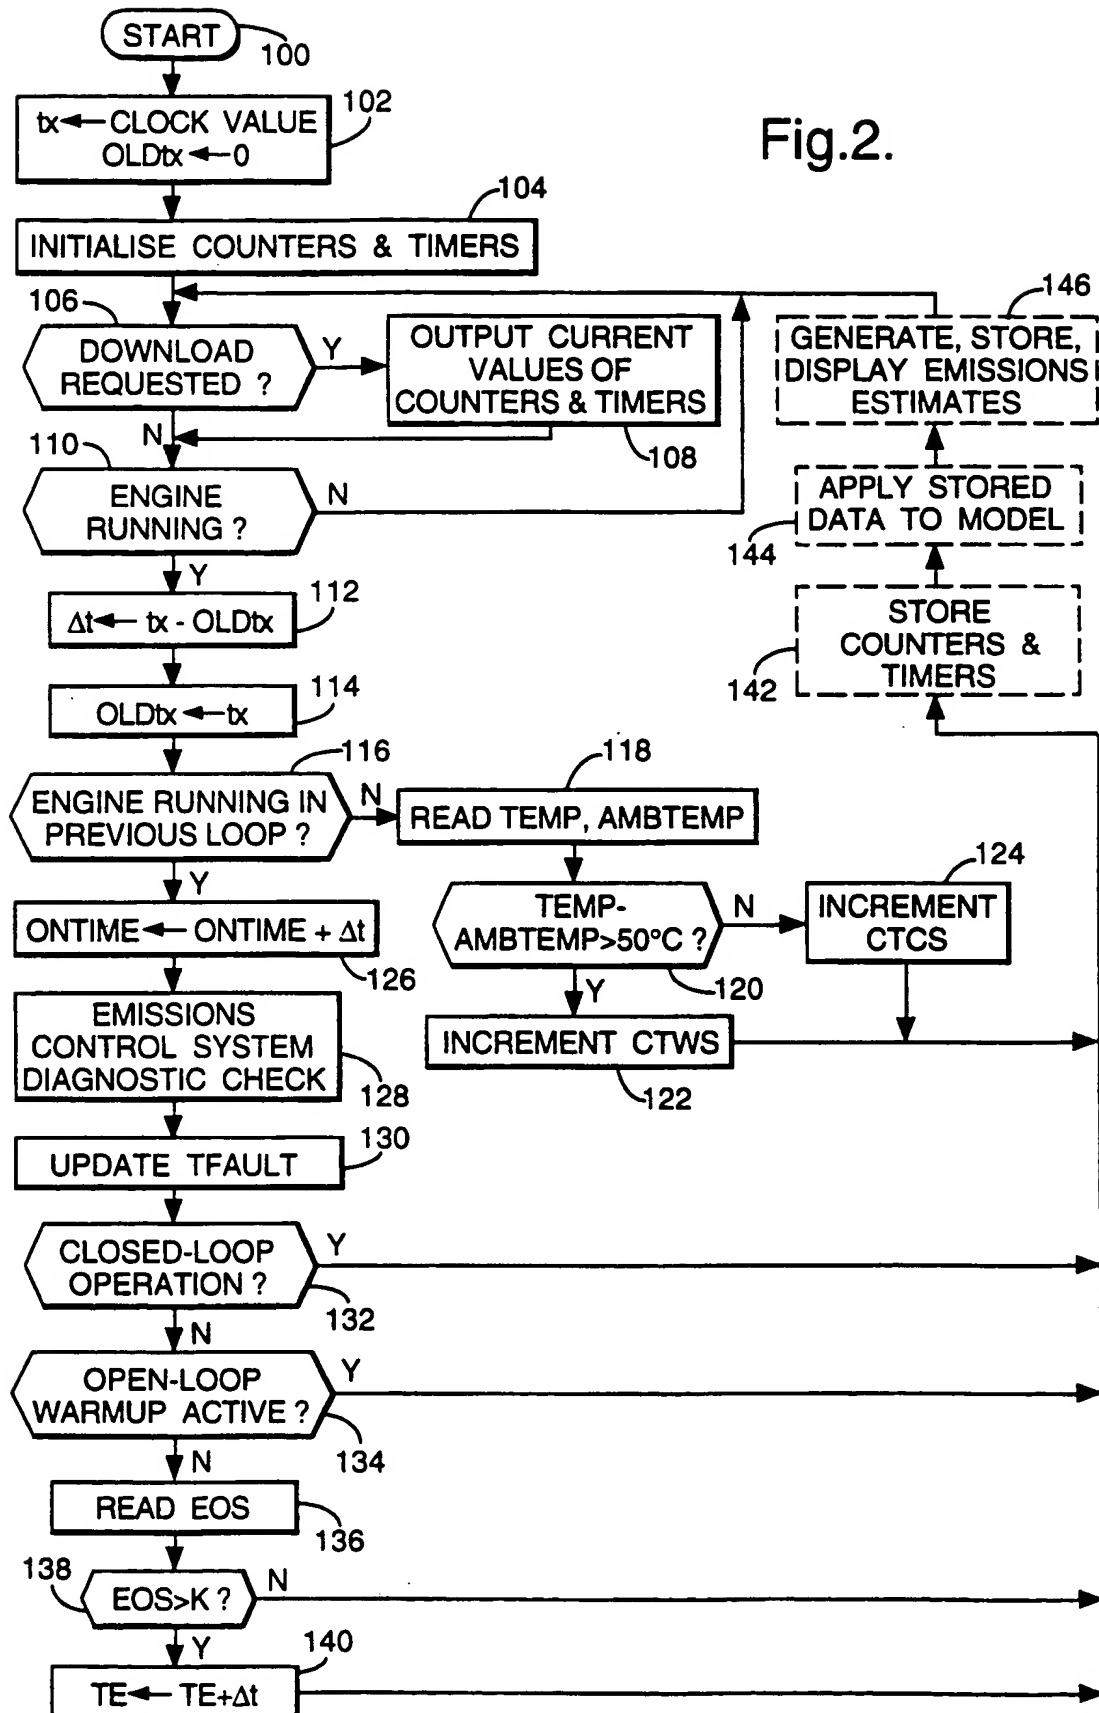 START
100
tx ← CLOCK VALUE
OLDtx ← 0
102
Fig.2.
104
INITIALISE COUNTERS & TIMERS
106
DOWNLOAD
REQUESTED ?
Y
N
OUTPUT CURRENT
VALUES OF
COUNTERS & TIMERS
108
146
GENERATE, STORE,
DISPLAY EMISSIONS
ESTIMATES
110
ENGINE
RUNNING ?
N
Y
APPLY STORED
DATA TO MODEL
144
112
Δt ← tx - OLDtx
STORE
COUNTERS &
TIMERS
142
114
OLDtx ← tx
116
ENGINE RUNNING IN
PREVIOUS LOOP ?
N
Y
118
READ TEMP, AMBTEMP
TEMP-
AMBTEMP>50°C ?
120
N
Y
124
INCREMENT
CTCS
INCREMENT CTWS
122
ONTIME ← ONTIME + Δt
126
EMISSIONS
CONTROL SYSTEM
DIAGNOSTIC CHECK
128
UPDATE TFAULT
130
CLOSED-LOOP
OPERATION ?
Y
132
N
OPEN-LOOP
WARMUP ACTIVE ?
Y
134
N
READ EOS
136
138
EOS>K ?
N
Y
140
TE ← TE+Δt